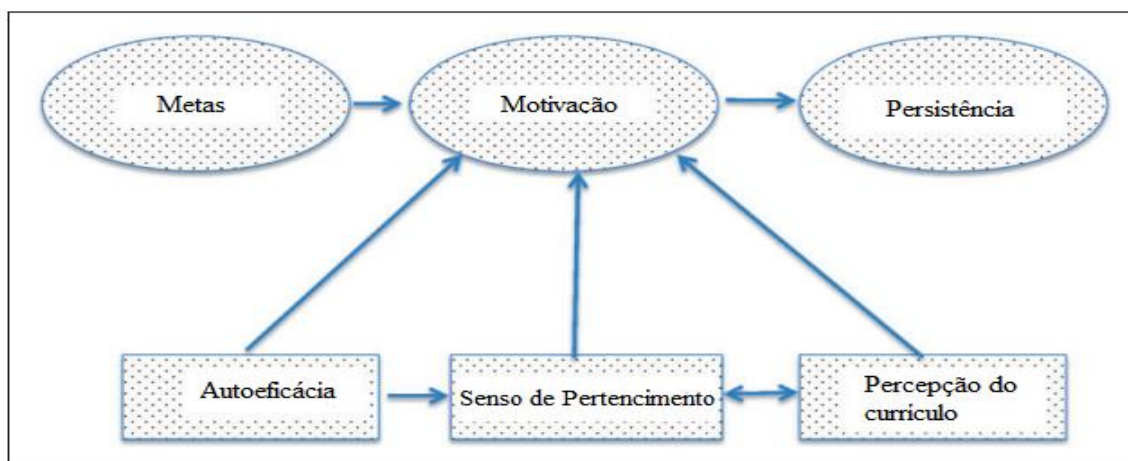 Metas
Motivação
Persistência
Autoeficácia
Senso de Pertencimento
Percepção do
currículo